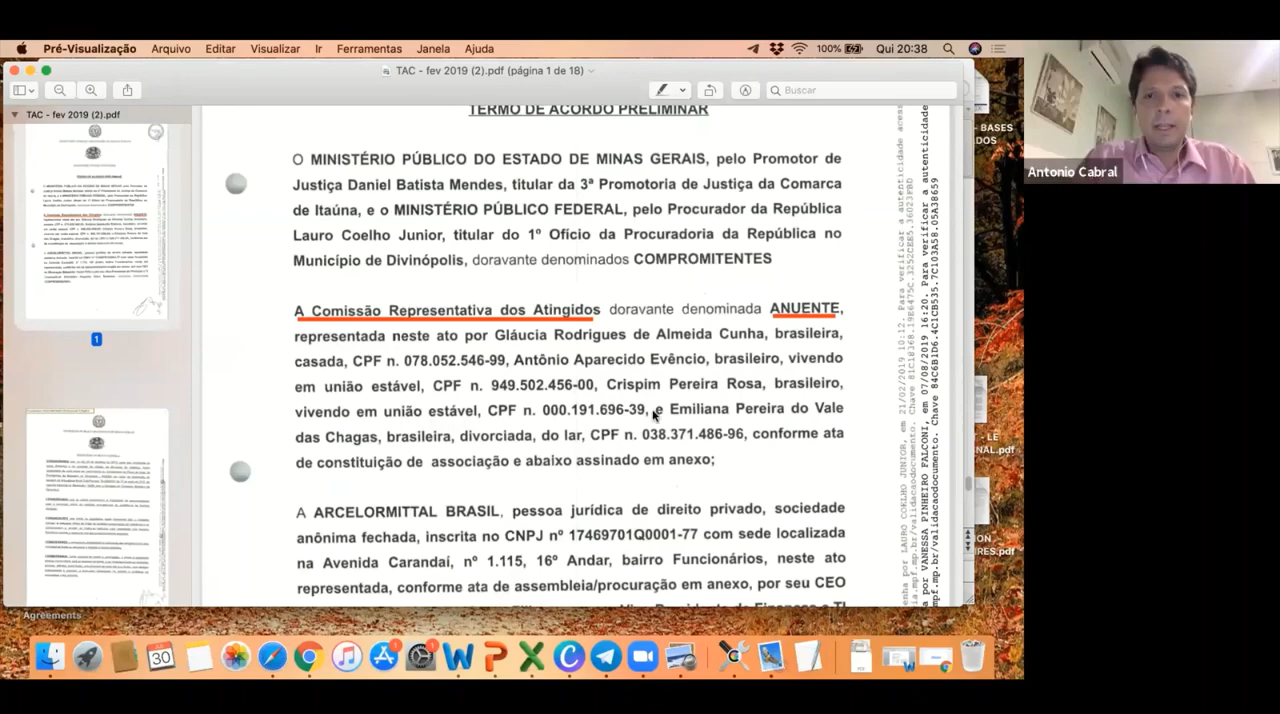 Pré-Visualização Arquivo Editar Visualizar Ir Ferramentas Janela Ajuda 100% Qui 20:38
TAC - fev 2019 (2).pdf (página 1 de 18)
Buscar
TAC - fev 2019 (2).pdf
1
TERMO DE ACORDO PRELIMINAR
O MINISTÉRIO PÚBLICO DO ESTADO DE MINAS GERAIS, pelo Promotor de
Justiça Daniel Batista Mendes, titular da 3ª Promotoria de Justiça da Comarca
de Itaúna, e o MINISTÉRIO PÚBLICO FEDERAL, pelo Procurador da República
Lauro Coelho Junior, titular co 1º Ofício da Procuradoria da República no
Município de Divinópolis, doravante denominados COMPROMITENTES
A Comissão Representativa dos Atingidos doravante denominada ANUENTE,
representada neste ato por Gláucia Rodrigues de Almeida Cunha, brasileira,
casada, CPF n. 078.052.546-99, Antônio Aparecido Evêncio, brasileiro, vivendo
em união estável, CPF n. 949.502.456-00, Crispim Pereira Rosa, brasileiro,
vivendo em união estável, CPF n. 000.191.696-39, e Emiliana Pereira do Vale
das Chagas, brasileira, divorciada, do lar, CPF n. 038.371.486-96, conforme ata
de constituição de associação e abaixo assinado em anexo;
A ARCELORMITTAL BRASIL, pessoa jurídica de direito privado, sociedade
anônima fechada, inscrita no CNPJ nº 17469701Q0001-77 com sede localizada
na Avenida Carandaí, nº 1.115, 16º Andar, bairro Funcionários, neste ato
representada, conforme ata de assembleia/procuração em anexo, por seu CEO
Antonio Cabral
- BASES
DOS
- LE
NAL.pdf
ION
IRES.pdf
Agreements
JUL
30